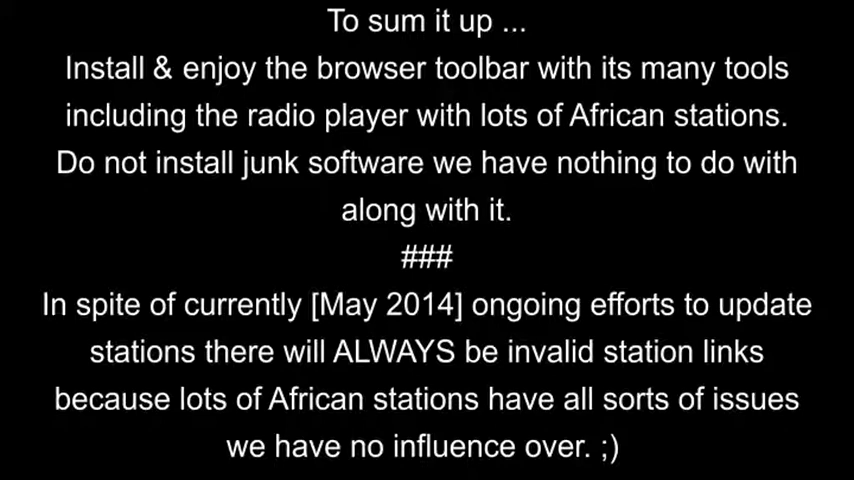 To sum it up ...
Install & enjoy the browser toolbar with its many tools
including the radio player with lots of African stations.
Do not install junk software we have nothing to do with
along with it.
###
In spite of currently [May 2014] ongoing efforts to update
stations there will ALWAYS be invalid station links
because lots of African stations have all sorts of issues
we have no influence over. ;)